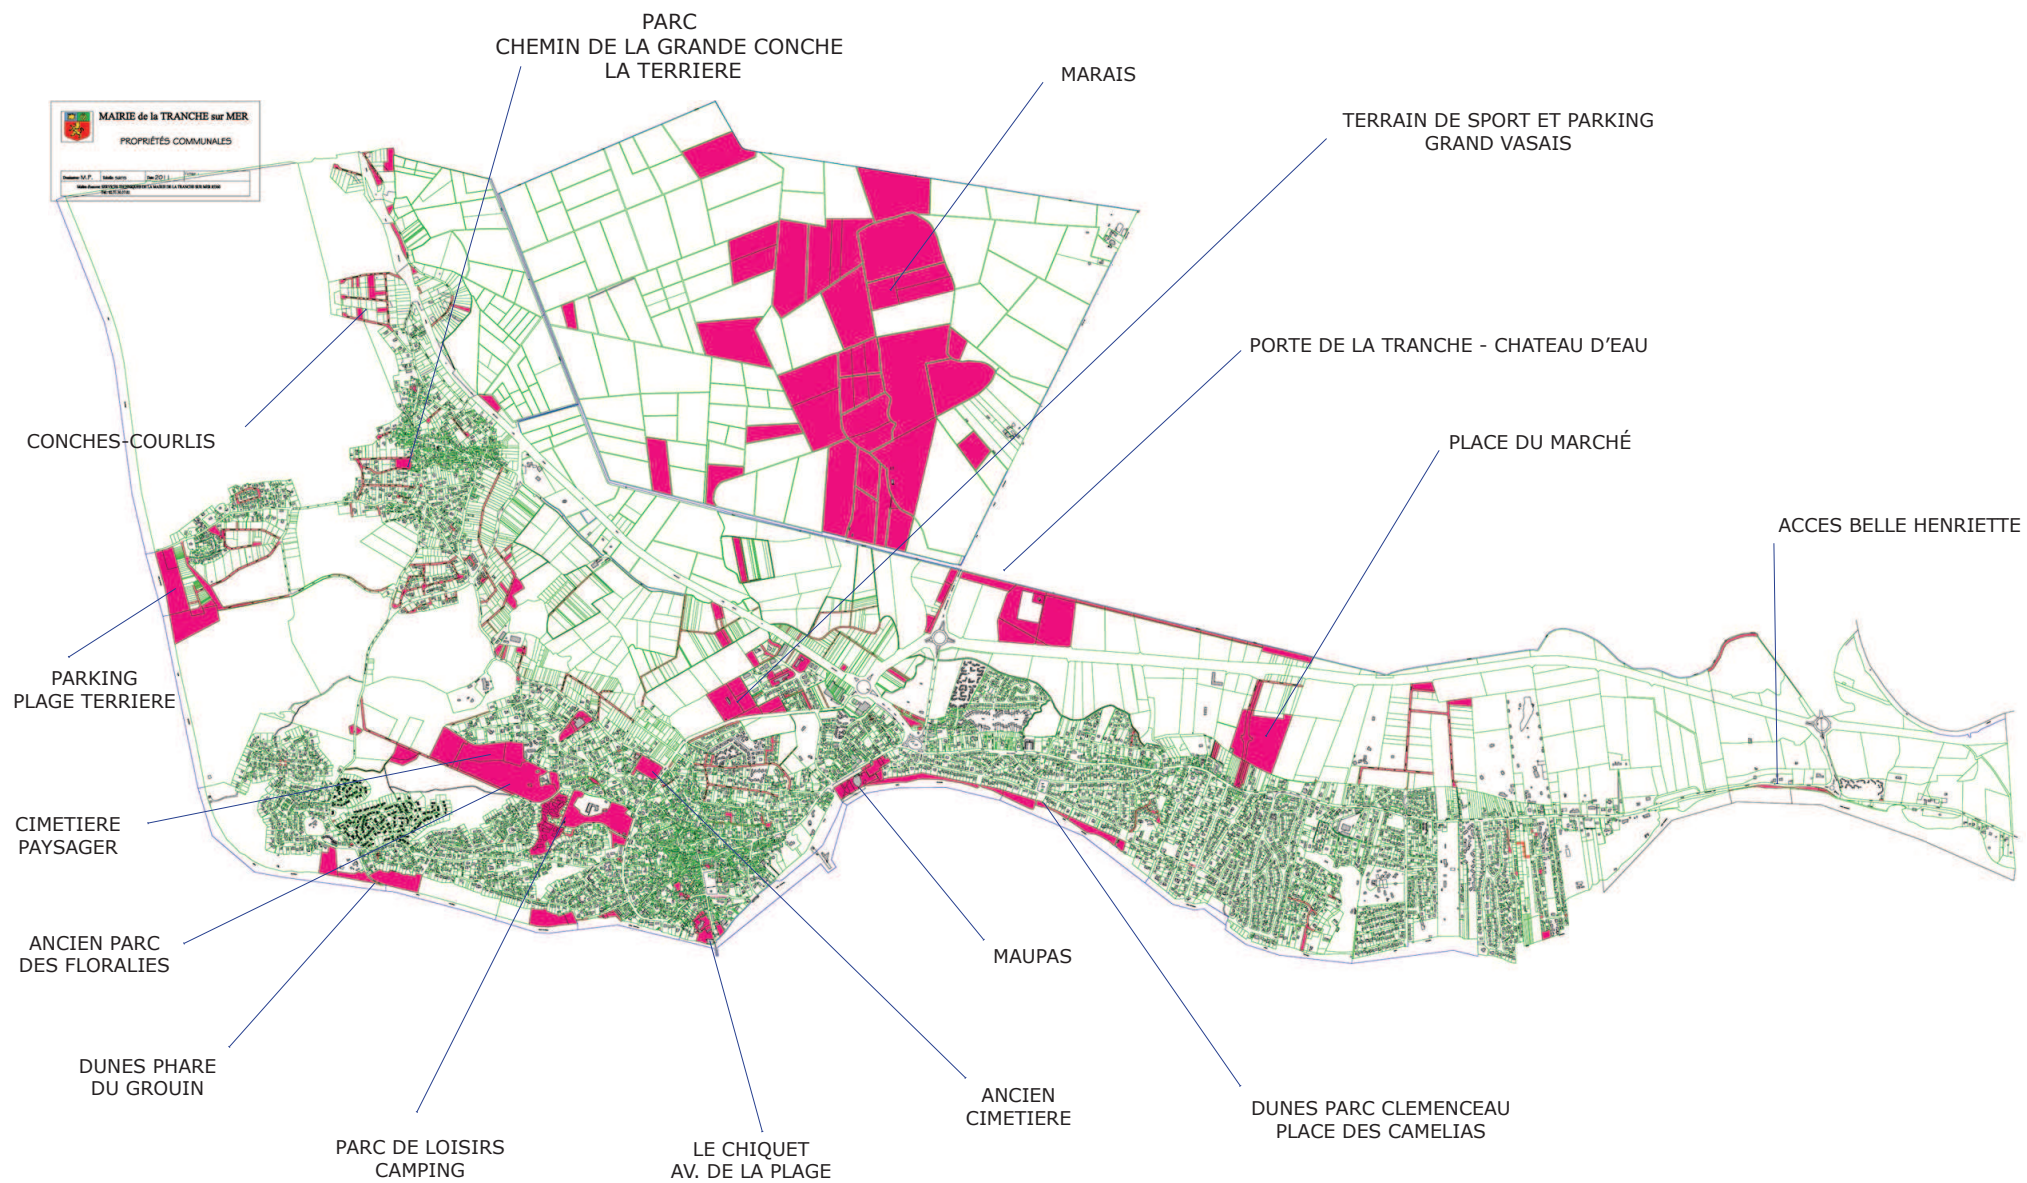 PARC
CHEMIN DE LA GRANDE CONCHE
LA TERRIERE
MARAIS
TERRAIN DE SPORT ET PARKING
GRAND VASAIS
MAIRIE de la TRANCHE sur MER
PROPRIÉTÉS COMMUNALES
M.P.
2011
PORTE DE LA TRANCHE - CHATEAU D'EAU
CONCHES-COURLIS
PLACE DU MARCHÉ
ACCES BELLE HENRIETTE
PARKING
PLAGE TERRIERE
CIMETIERE
PAYSAGER
ANCIEN PARC
DES FLORALIES
MAUPAS
DUNES PHARE
DU GROUIN
ANCIEN
CIMETIERE
DUNES PARC CLEMENCEAU
PLACE DES CAMELIAS
PARC DE LOISIRS
CAMPING
LE CHIQUET
AV. DE LA PLAGE